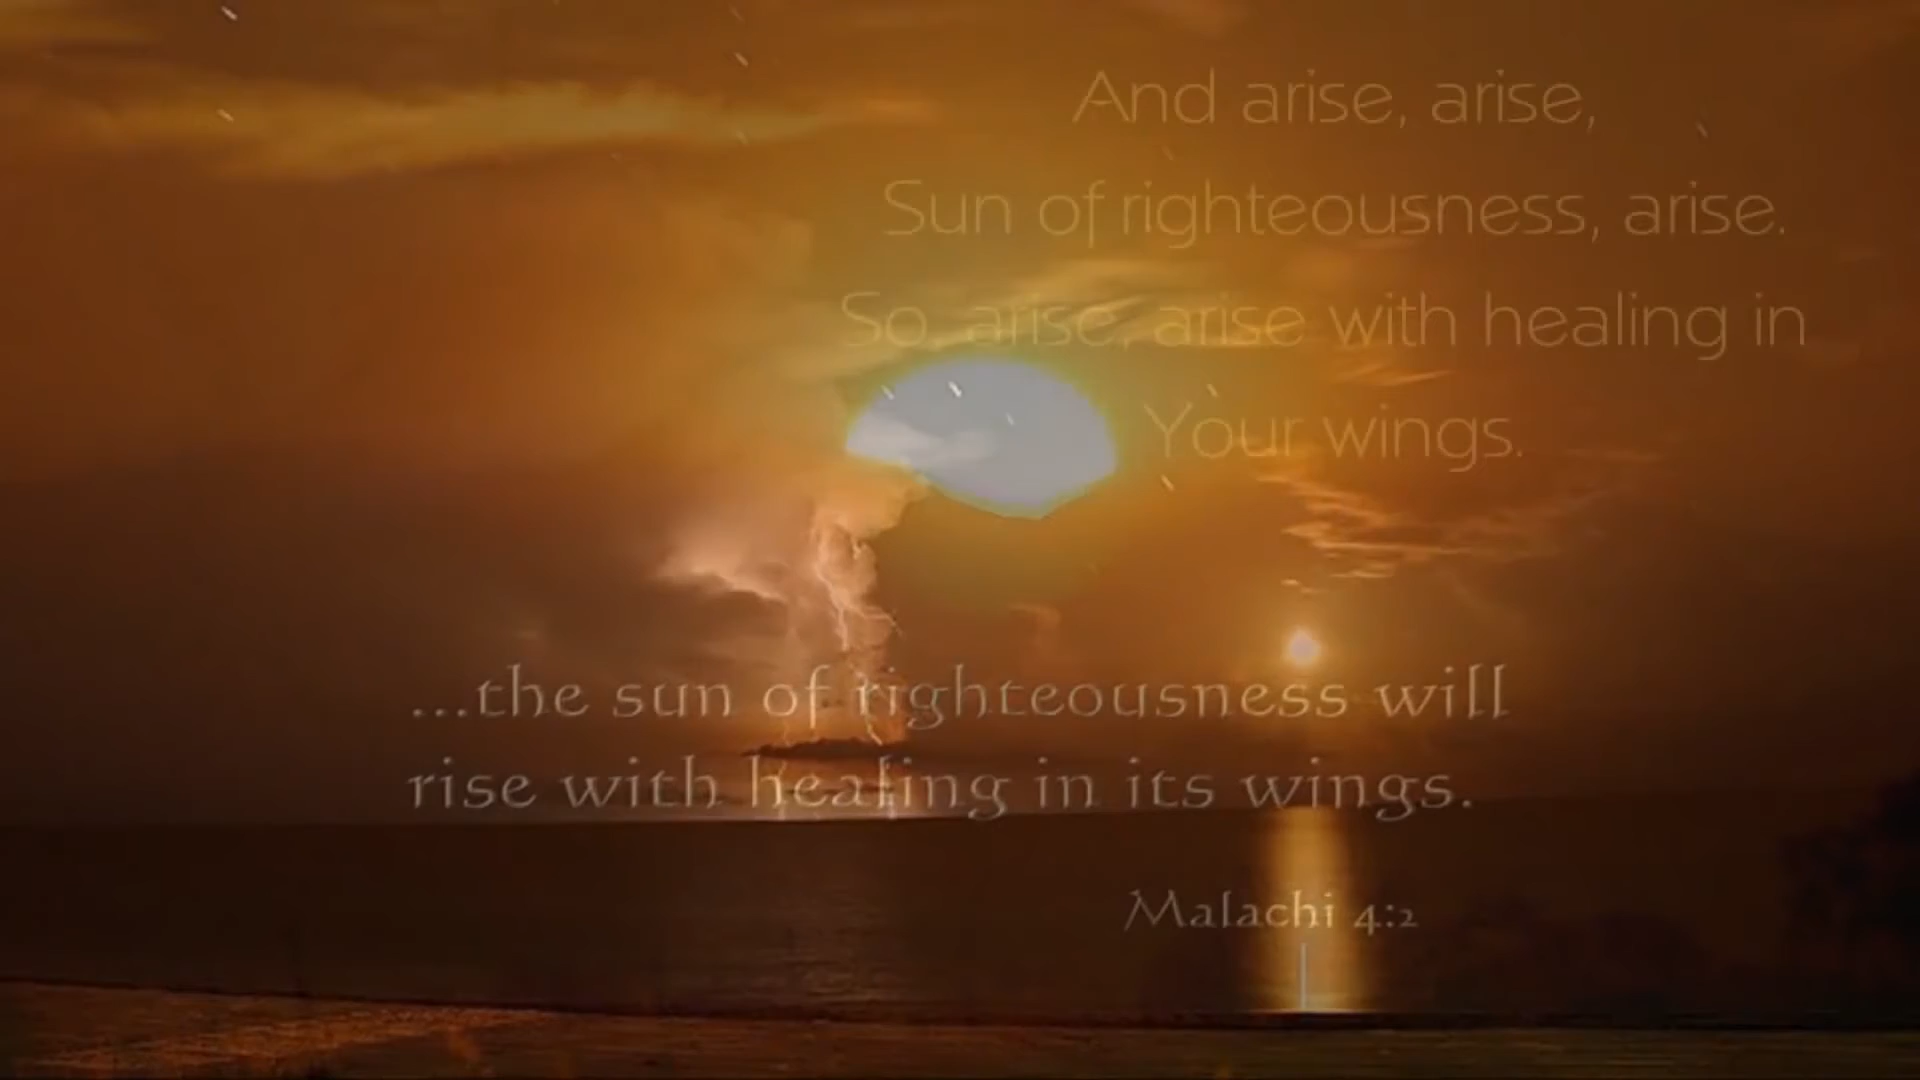 And arise, arise,
Sun of righteousness, arise.
So, arise, arise with healing in
Your wings.
...the sun of righteousness will
rise with healing in its wings.
Malachi 4:2